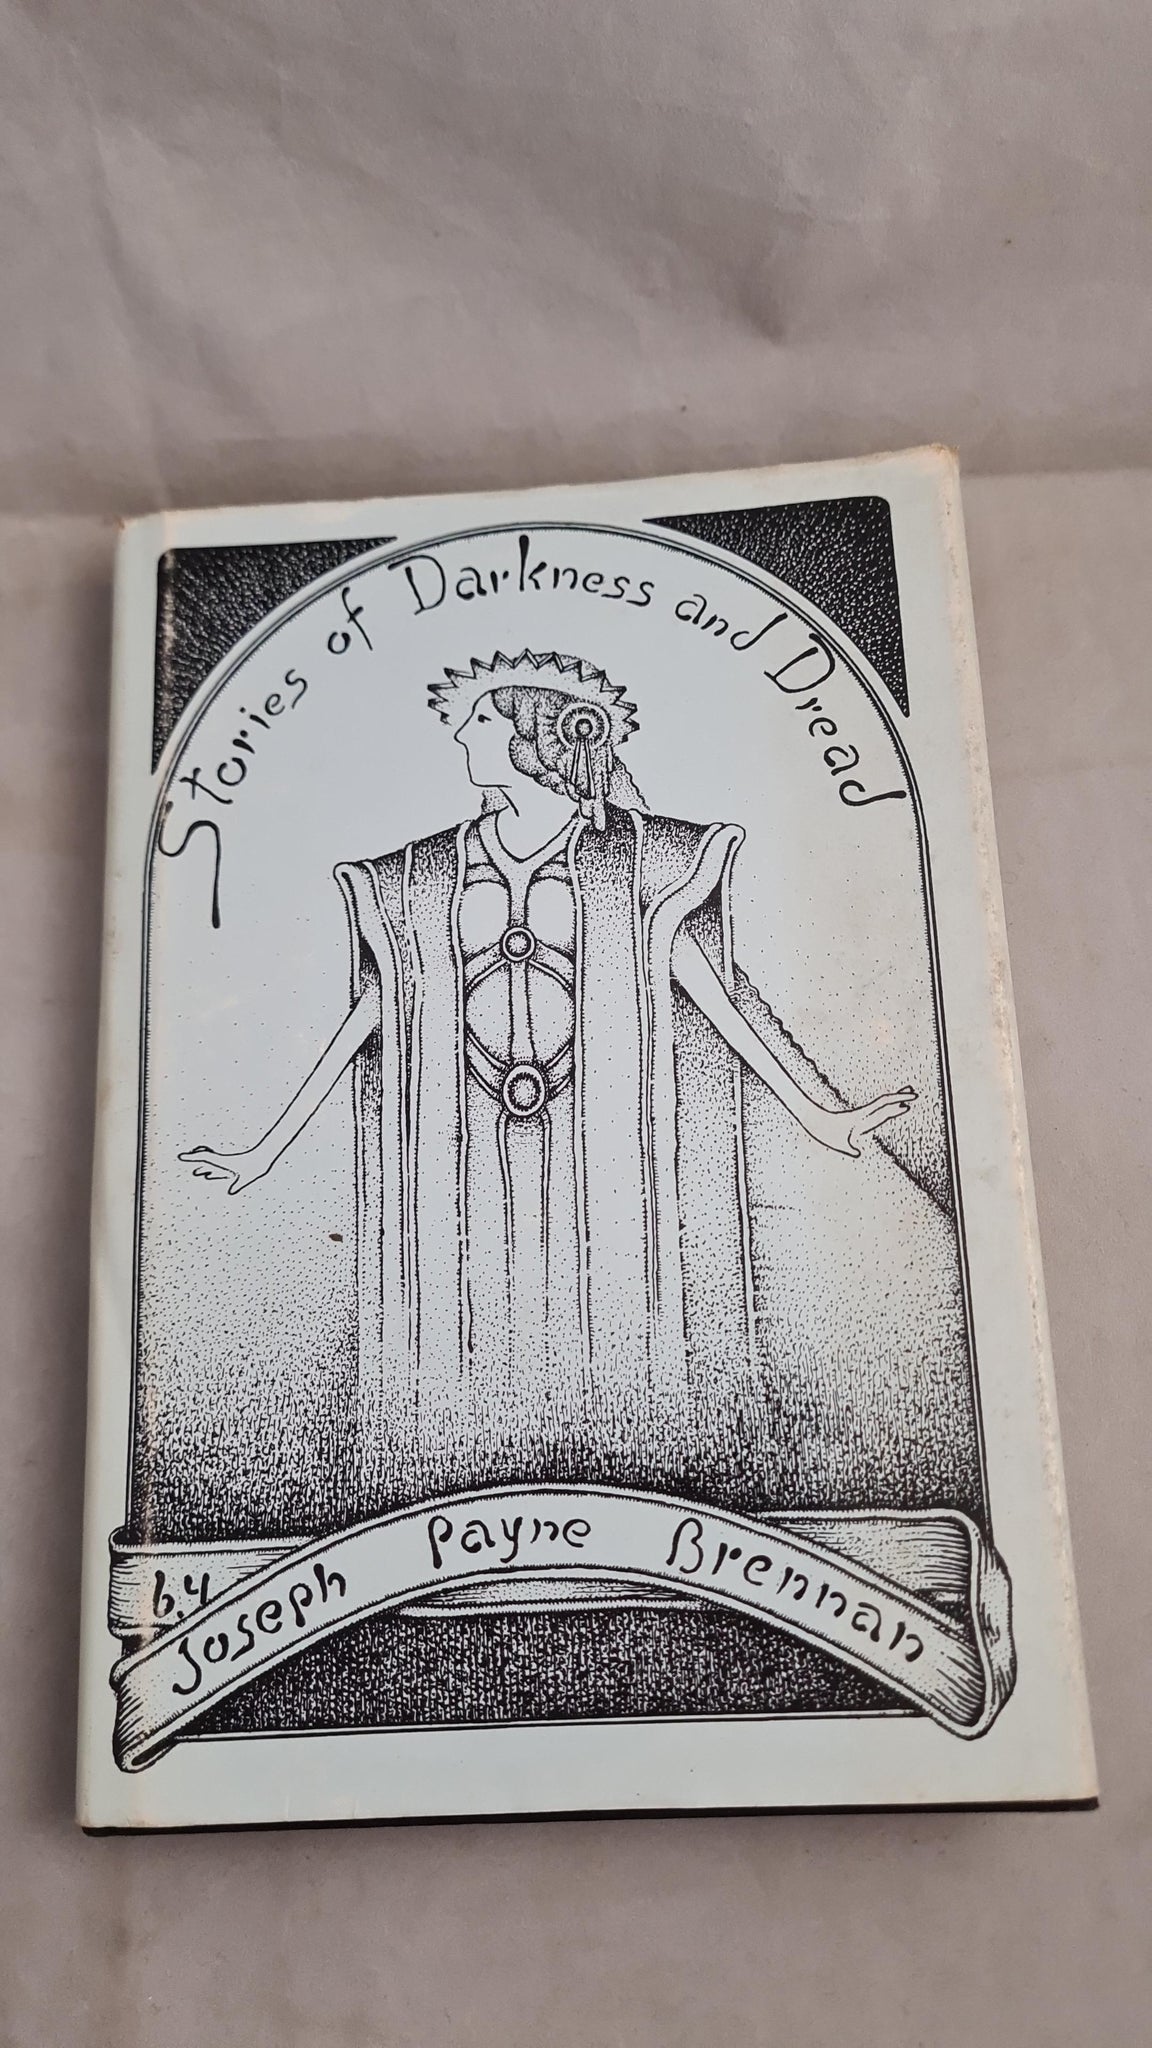 Stories of Darkness and Dread
by
Joseph Payne Brennan